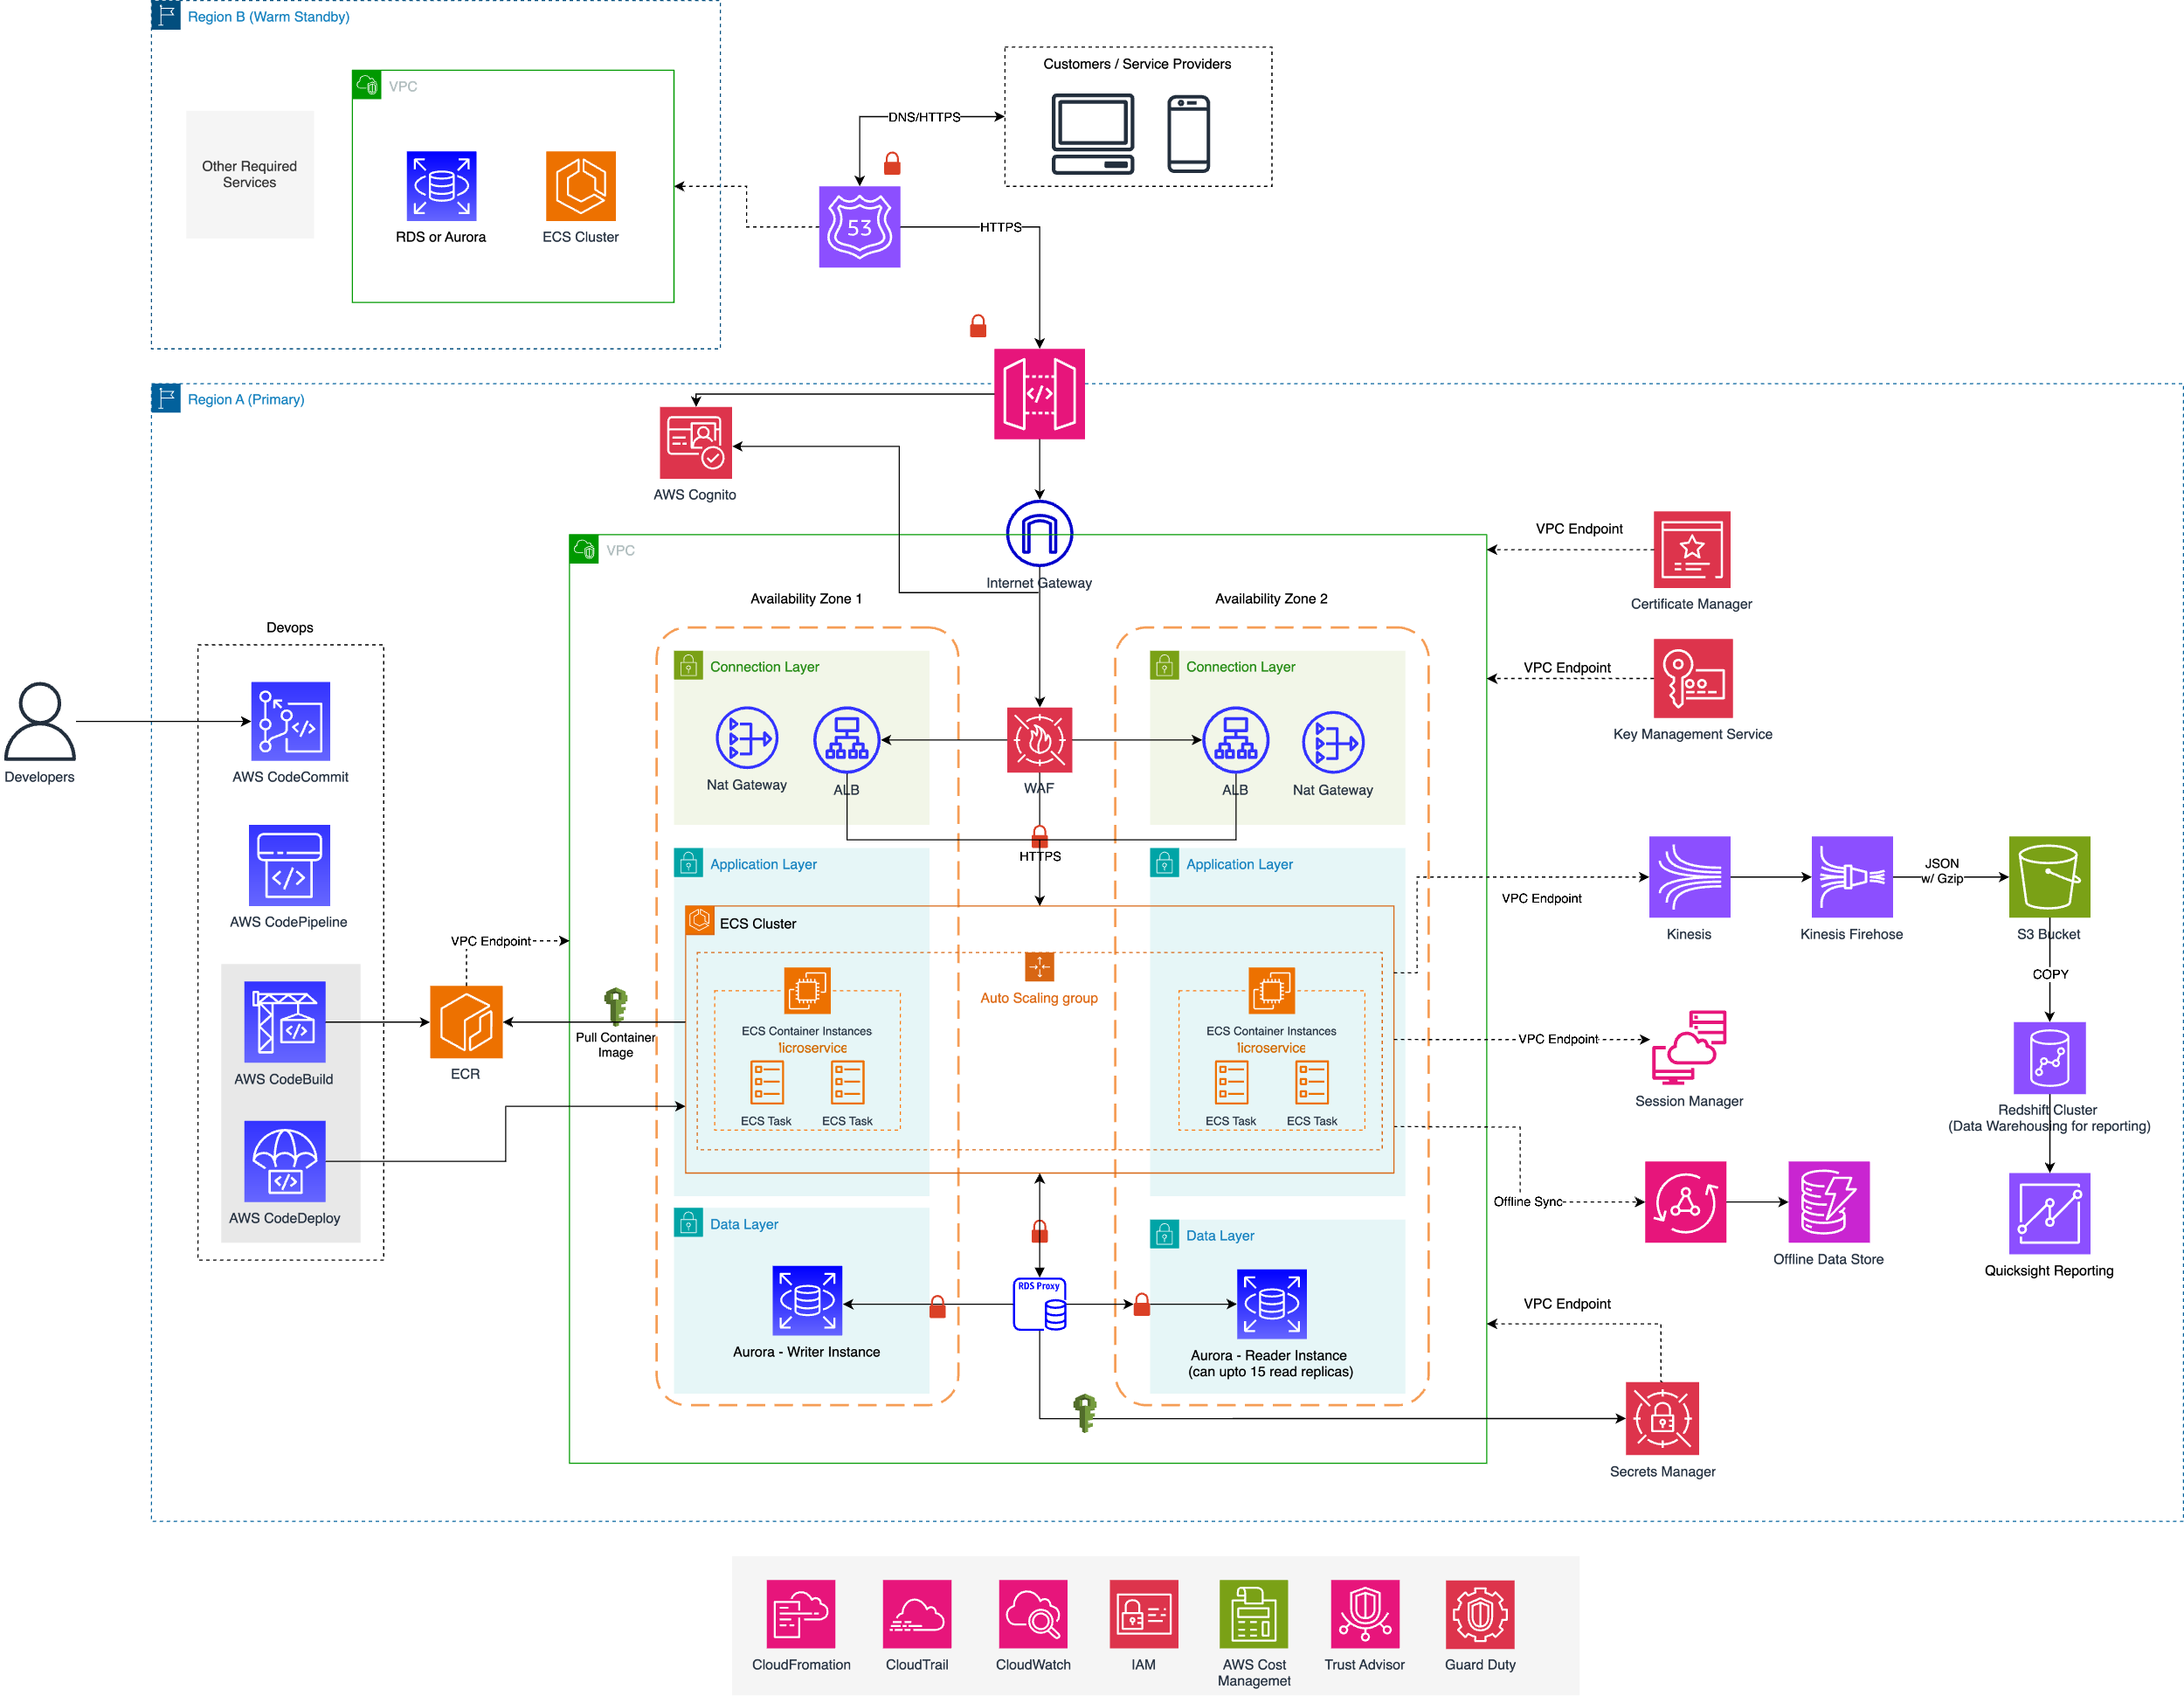 Region B (Warm Standby)
VPC
Other Required
Services
RDS or Aurora
ECS Cluster
Customers / Service Providers
DNS/HTTPS
53
HTTPS
Region A (Primary)
AWS Cognito
Internet Gateway
VPC
Availability Zone 1
Availability Zone 2
VPC Endpoint
Certificate Manager
VPC Endpoint
Key Management Service
Devops
Developers
AWS CodeCommit
AWS CodePipeline
AWS CodeBuild
AWS CodeDeploy
VPC Endpoint
ECR
Pull Container
Image
Connection Layer
Nat Gateway
ALB
WAF
Connection Layer
ALB
Nat Gateway
HTTPS
Application Layer
Application Layer
ECS Cluster
Auto Scaling group
ECS Container Instances
licroservice
ECS Task
ECS Task
ECS Container Instances
licroservice
ECS Task
ECS Task
VPC Endpoint
Kinesis
Kinesis Firehose
JSON
w/ Gzip
S3 Bucket
COPY
VPC Endpoint
Session Manager
Redshift Cluster
(Data Warehousing for reporting)
Offline Sync
Offline Data Store
Quicksight Reporting
Data Layer
Aurora - Writer Instance
RDS Proxy
Data Layer
Aurora - Reader Instance
(can upto 15 read replicas)
VPC Endpoint
Secrets Manager
CloudFromation
CloudTrail
CloudWatch
IAM
AWS Cost
Managemet
Trust Advisor
Guard Duty